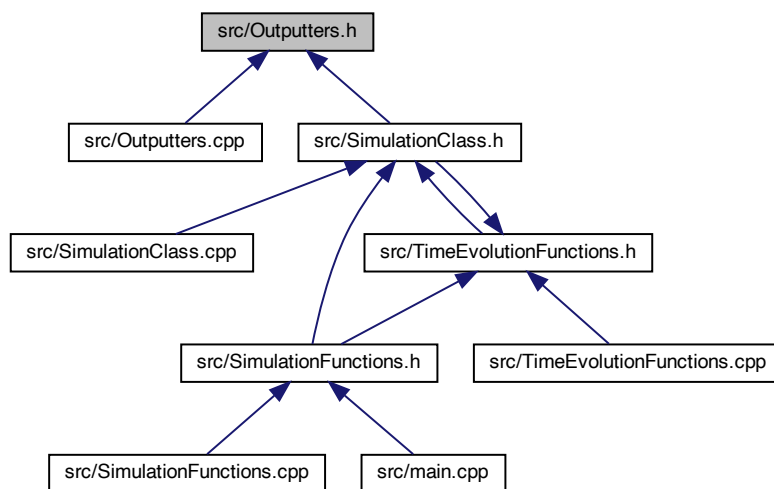 src/Outputters.h
src/Outputters.cpp
src/SimulationClass.h
src/SimulationClass.cpp
src/TimeEvolutionFunctions.h
src/SimulationFunctions.h
src/TimeEvolutionFunctions.cpp
src/SimulationFunctions.cpp
src/main.cpp